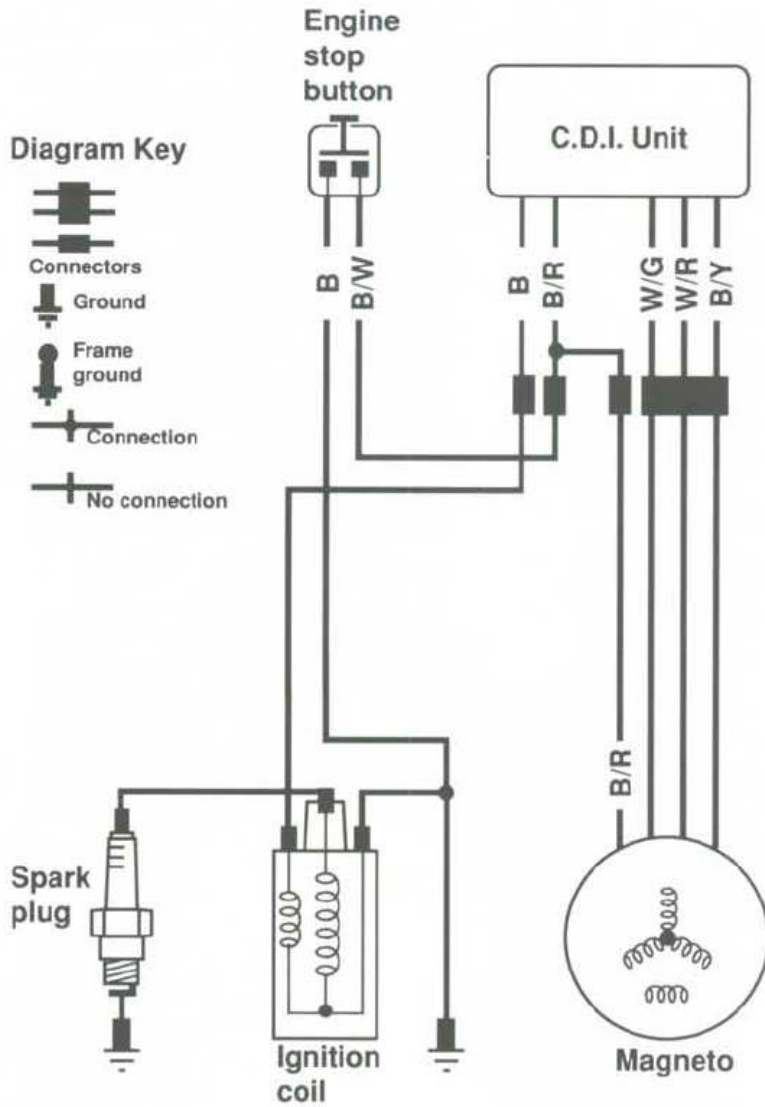 Engine
stop
button
C.D.I. Unit
Diagram Key
Connectors
Ground
Frame
ground
Connection
No connection
B
B/W
B
B/R
W/G
W/R
B/Y
B/R
Spark
plug
Ignition
coil
Magneto